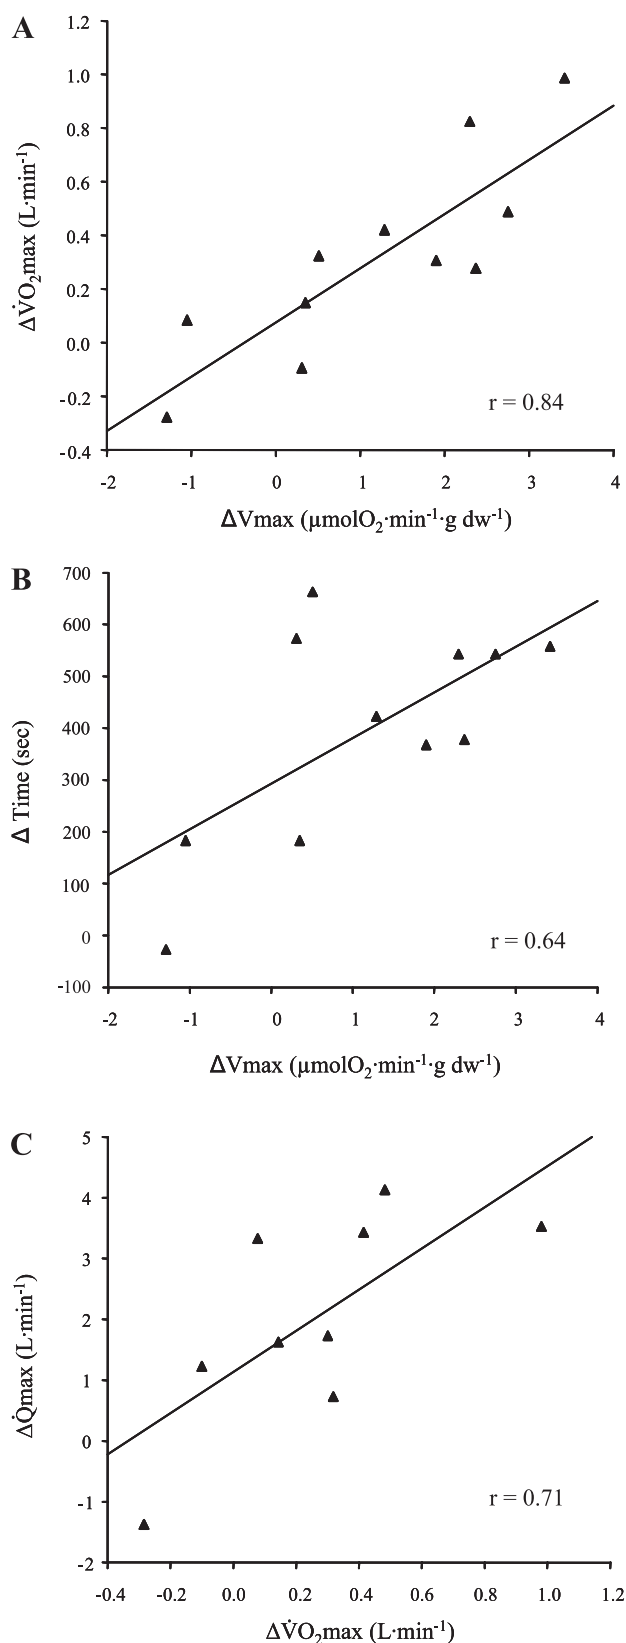 A
1.2
1.0
0.8
0.6
0.4
0.2
0.0
-0.2
-0.4
ΔV̇O₂max (L·min⁻¹)
r = 0.84
-2 -1 0 1 2 3 4
ΔVmax (µmolO₂·min⁻¹·g dw⁻¹)
B
700
600
500
400
300
200
100
0
-100
Δ Time (sec)
r = 0.64
-2 -1 0 1 2 3 4
ΔVmax (µmolO₂·min⁻¹·g dw⁻¹)
C
5
4
3
2
1
0
-1
-2
ΔQ̇max (L·min⁻¹)
r = 0.71
-0.4 -0.2 0.0 0.2 0.4 0.6 0.8 1.0 1.2
ΔV̇O₂max (L·min⁻¹)